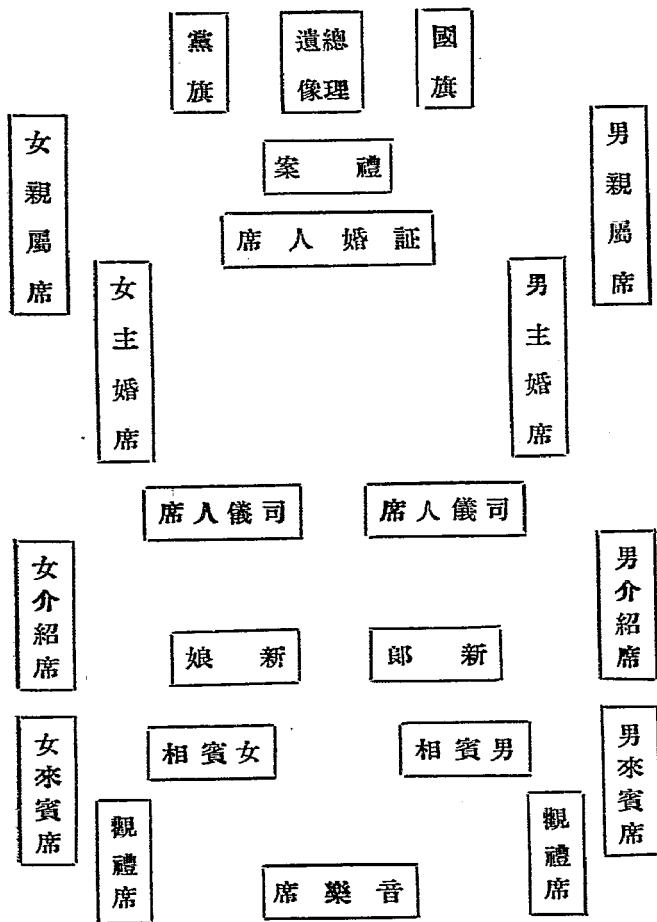 國旗
總理
遺像
黨旗
禮案
証婚人席
男親屬席
女親屬席
男主婚席
女主婚席
司儀人席
司儀人席
男介紹席
新郎
新娘
女介紹席
男來賓席
男賓相
女賓相
女來賓席
觀禮席
觀禮席
音樂席